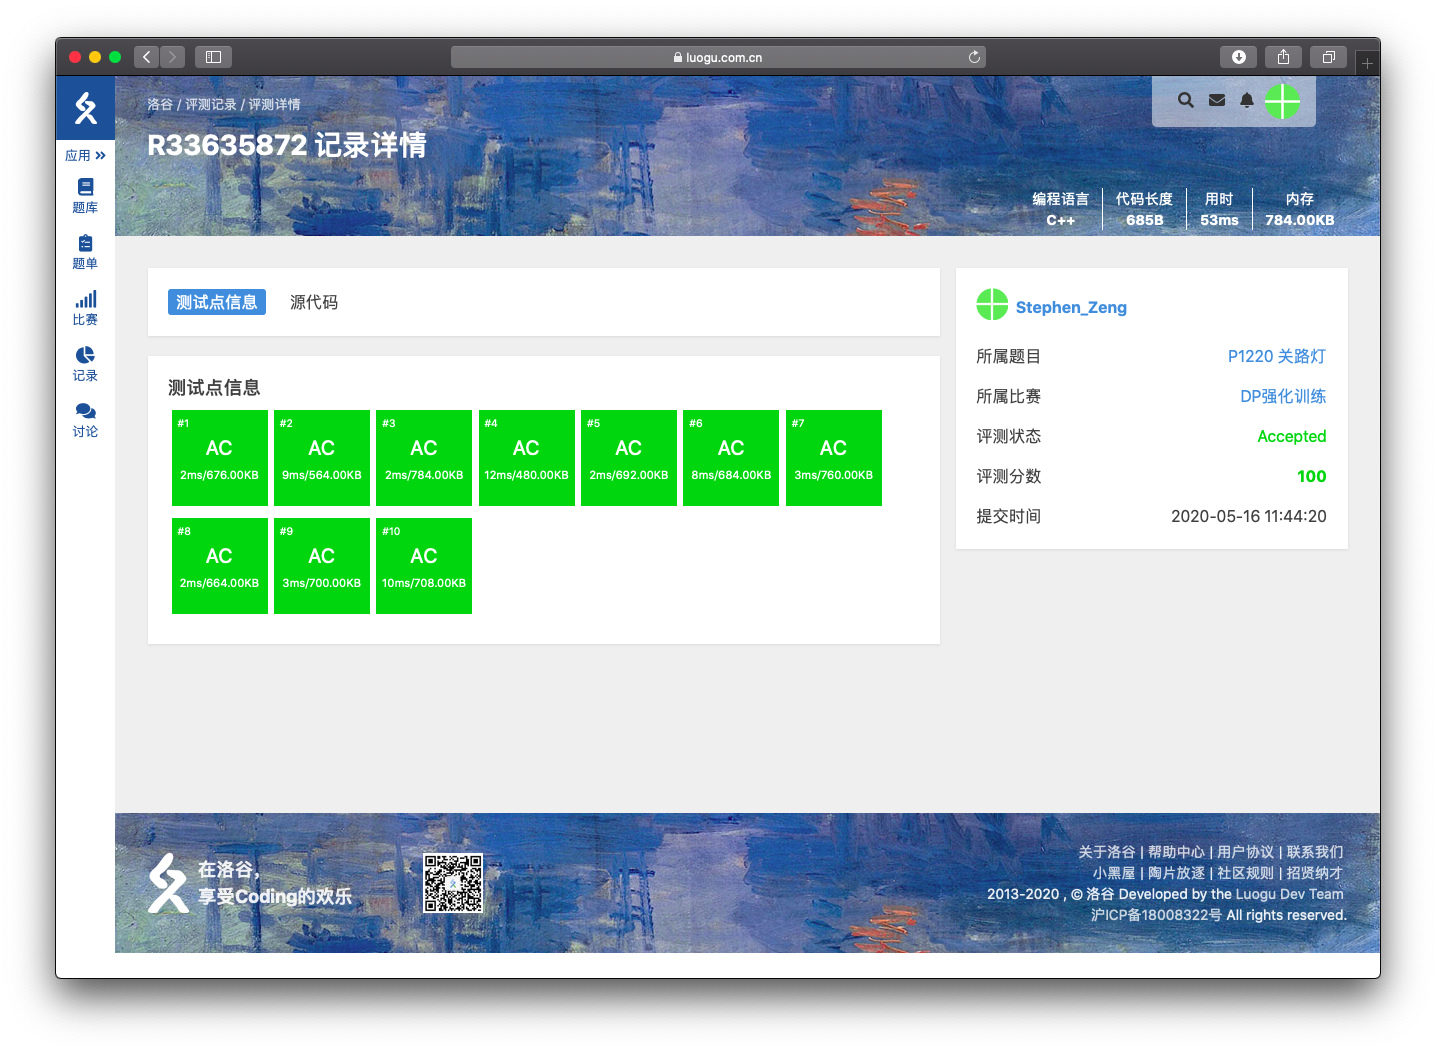 luogu.com.cn
洛谷 / 评测记录 / 评测详情
R33635872 记录详情
编程语言 代码长度 用时 内存
C++ 685B 53ms 784.00KB
应用
题库
题单
比赛
记录
讨论
测试点信息 源代码
测试点信息
#1 #2 #3 #4 #5 #6 #7
AC AC AC AC AC AC AC
2ms/676.00KB 9ms/564.00KB 2ms/784.00KB 12ms/480.00KB 2ms/692.00KB 8ms/684.00KB 3ms/760.00KB
#8 #9 #10
AC AC AC
2ms/664.00KB 3ms/700.00KB 10ms/708.00KB
Stephen_Zeng
所属题目 P1220 关路灯
所属比赛 DP强化训练
评测状态 Accepted
评测分数 100
提交时间 2020-05-16 11:44:20
在洛谷,
享受Coding的欢乐
关于洛谷 | 帮助中心 | 用户协议 | 联系我们
小黑屋 | 陶片放逐 | 社区规则 | 招贤纳才
2013-2020 , © 洛谷 Developed by the Luogu Dev Team
沪ICP备18008322号 All rights reserved.